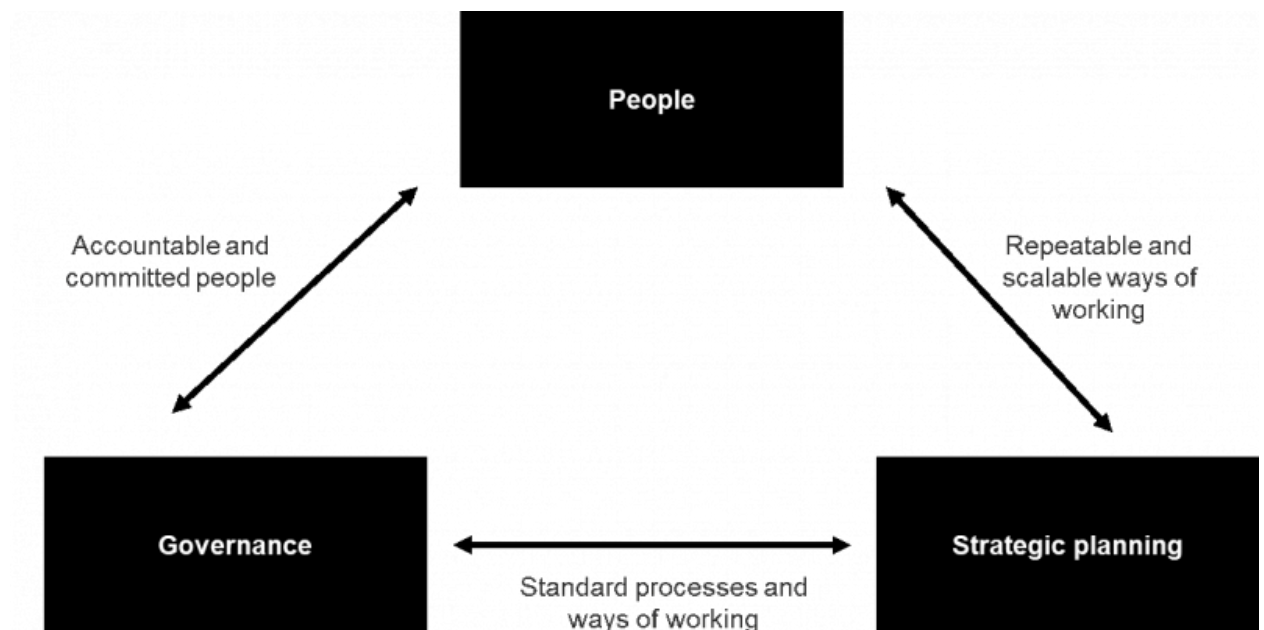 People
Accountable and
committed people
Repeatable and
scalable ways of
working
Governance
Strategic planning
Standard processes and
ways of working